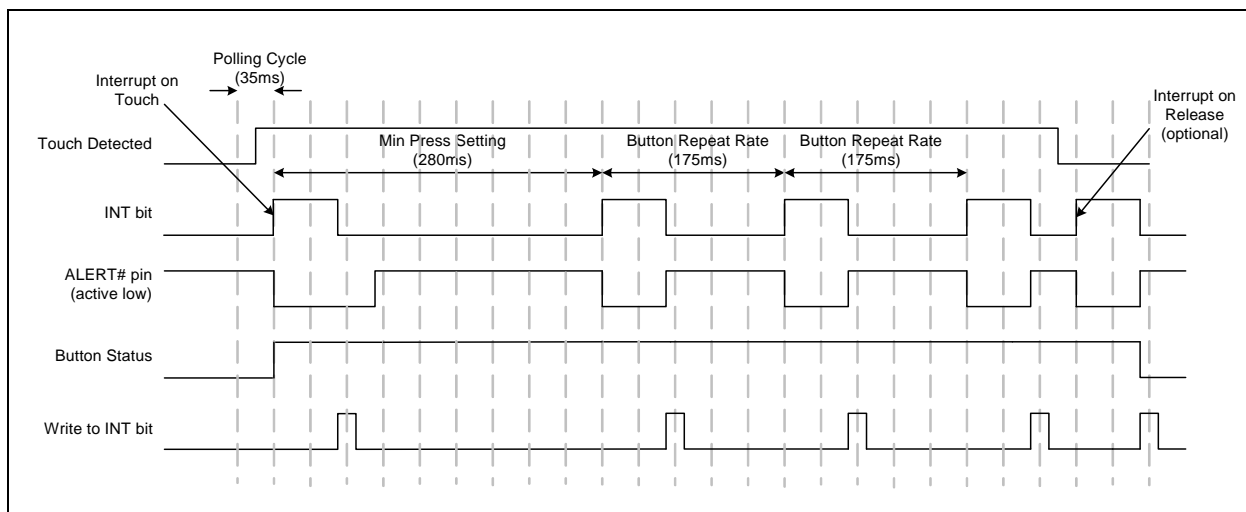 Polling Cycle
(35ms)
Interrupt on
Touch
Interrupt on
Release
(optional)
Touch Detected
Min Press Setting
(280ms)
Button Repeat Rate
(175ms)
Button Repeat Rate
(175ms)
INT bit
ALERT# pin
(active low)
Button Status
Write to INT bit